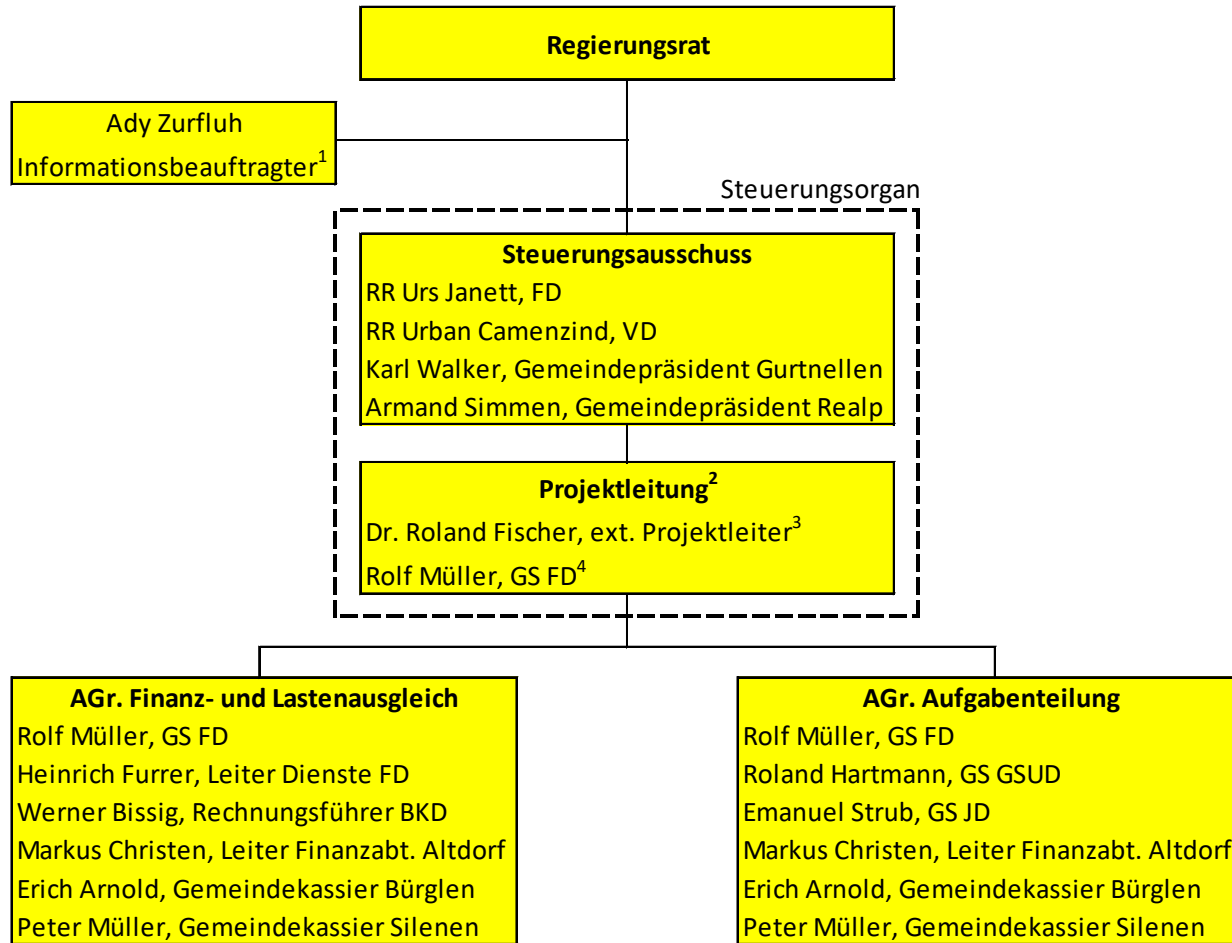 Regierungsrat
Ady Zurfluh
Informationsbeauftragter¹
Steuerungsorgan
Steuerungsausschuss
RR Urs Janett, FD
RR Urban Camenzind, VD
Karl Walker, Gemeindepräsident Gurtnellen
Armand Simmen, Gemeindepräsident Realp
Projektleitung²
Dr. Roland Fischer, ext. Projektleiter³
Rolf Müller, GS FD⁴
AGr. Finanz- und Lastenausgleich
Rolf Müller, GS FD
Heinrich Furrer, Leiter Dienste FD
Werner Bissig, Rechnungsführer BKD
Markus Christen, Leiter Finanzabt. Altdorf
Erich Arnold, Gemeindekassier Bürglen
Peter Müller, Gemeindekassier Silenen
AGr. Aufgabenteilung
Rolf Müller, GS FD
Roland Hartmann, GS GSUD
Emanuel Strub, GS JD
Markus Christen, Leiter Finanzabt. Altdorf
Erich Arnold, Gemeindekassier Bürglen
Peter Müller, Gemeindekassier Silenen